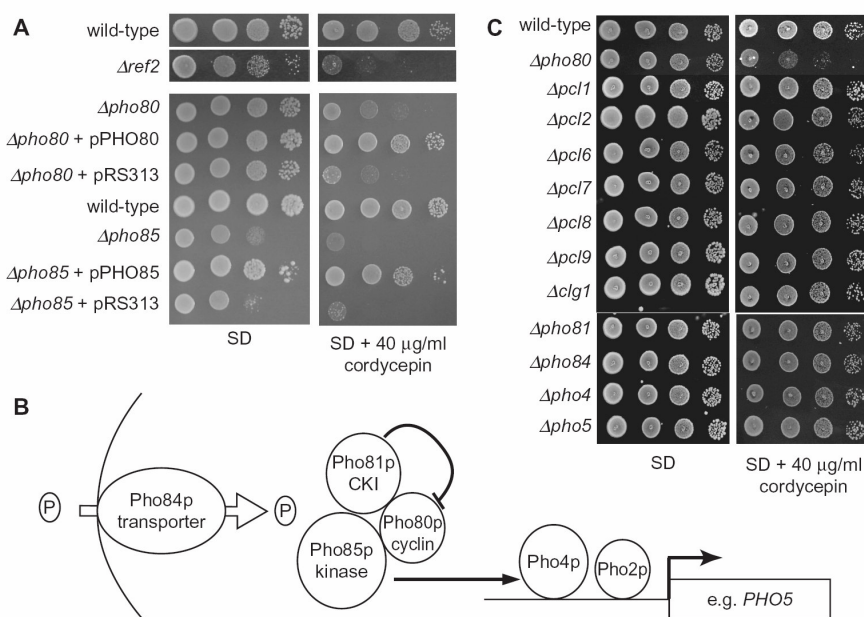 A
wild-type
Δref2
Δpho80
Δpho80 + pPHO80
Δpho80 + pRS313
wild-type
Δpho85
Δpho85 + pPHO85
Δpho85 + pRS313
SD
SD + 40 µg/ml
cordycepin
B
P
Pho84p
transporter
P
Pho81p
CKI
Pho80p
cyclin
Pho85p
kinase
Pho4p
Pho2p
e.g. PHO5
C
wild-type
Δpho80
Δpcl1
Δpcl2
Δpcl6
Δpcl7
Δpcl8
Δpcl9
Δclg1
Δpho81
Δpho84
Δpho4
Δpho5
SD
SD + 40 µg/ml
cordycepin